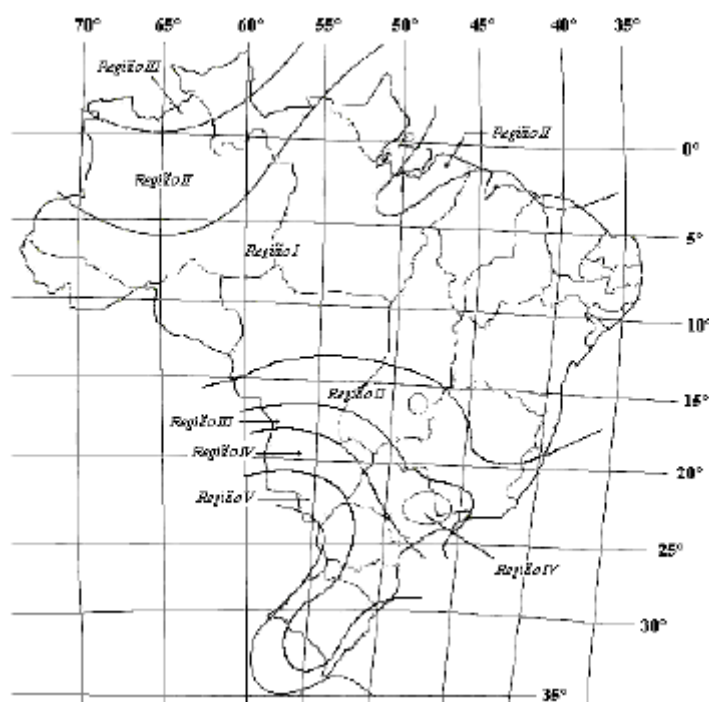 70° 65° 60° 55° 50° 45° 40° 35°
Região III
Região II
0°
Região II
5°
Região I
10°
Região II
15°
Região III
Região IV
20°
Região V
25°
Região IV
30°
35°